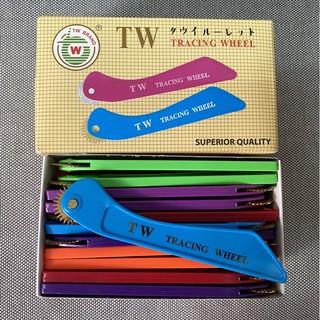 TW BRAND
W
TW
タウイルーレット
TRACING WHEEL
TW TRACING WHEEL
TW TRACING WHEEL
SUPERIOR QUALITY
TW TRACING WHEEL